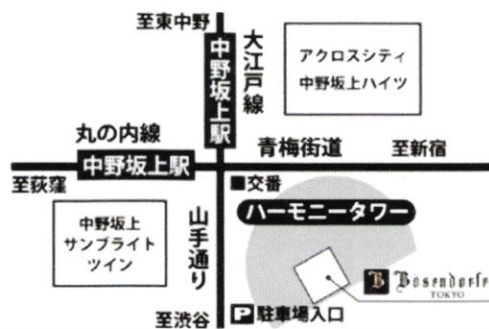 至東中野
大江戸線
中野坂上駅
アクロスシティ
中野坂上ハイツ
丸の内線
中野坂上駅
青梅街道
至新宿
至荻窪
■交番
ハーモニータワー
中野坂上
サンブライト
ツイン
山手通り
B Bösendorfe
TOKYO
P 駐車場入口
至渋谷